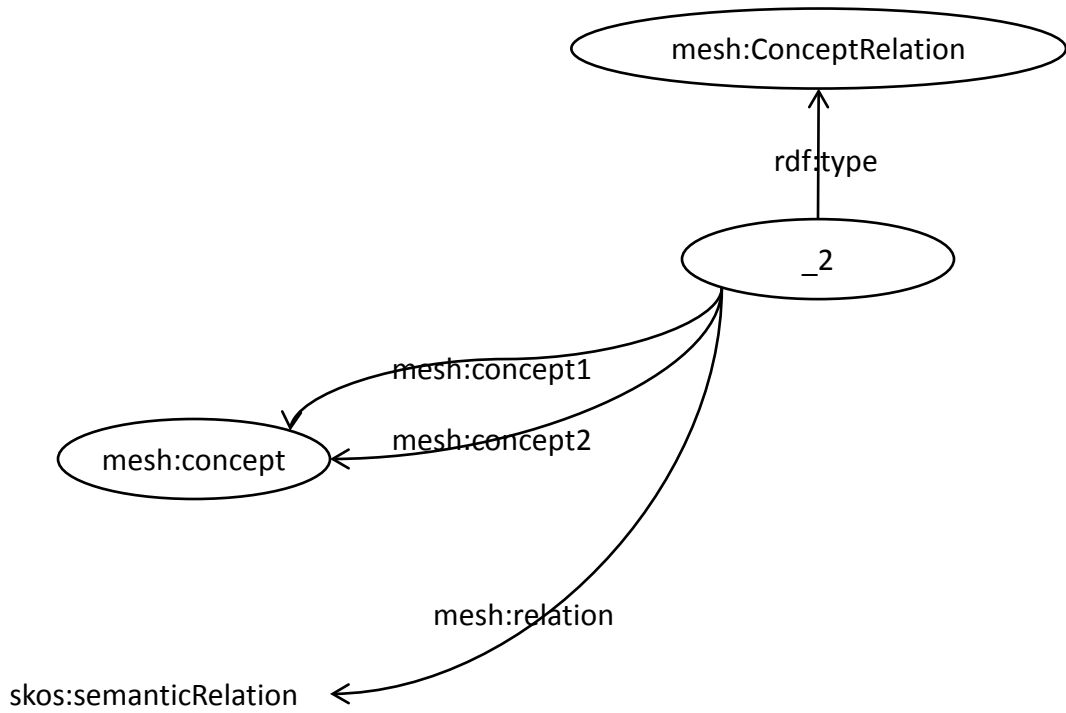 mesh:ConceptRelation
rdf:type
_2
mesh:concept1
mesh:concept2
mesh:concept
mesh:relation
skos:semanticRelation